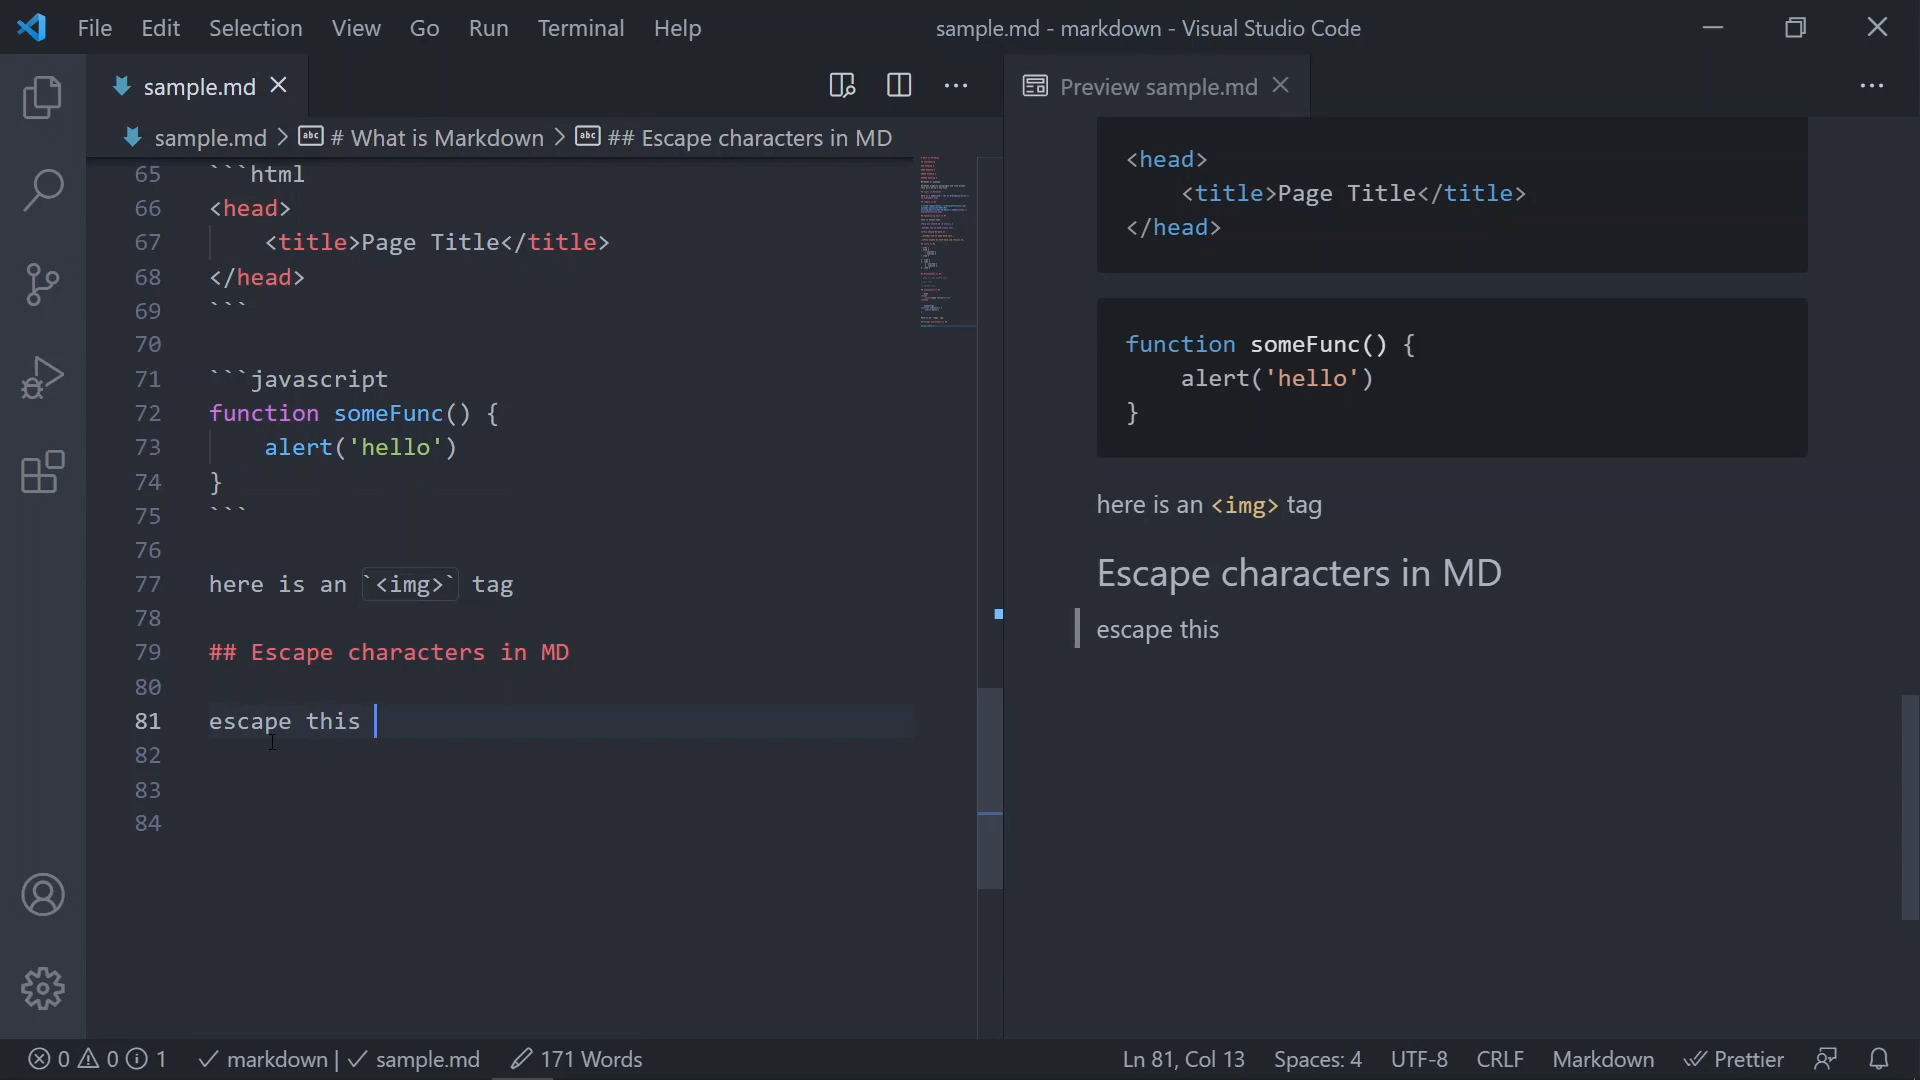 File Edit Selection View Go Run Terminal Help sample.md - markdown - Visual Studio Code
sample.md
Preview sample.md
sample.md > # What is Markdown > ## Escape characters in MD
65 ```html
66 <head>
67 <title>Page Title</title>
68 </head>
69 ```
70
71 ```javascript
72 function someFunc() {
73 alert('hello')
74 }
75 ```
76
77 here is an `<img>` tag
78
79 ## Escape characters in MD
80
81 escape this
82
83
84
<head>
<title>Page Title</title>
</head>
function someFunc() {
alert('hello')
}
here is an <img> tag
Escape characters in MD
escape this
0 0 1 markdown | sample.md 171 Words Ln 81, Col 13 Spaces: 4 UTF-8 CRLF Markdown Prettier